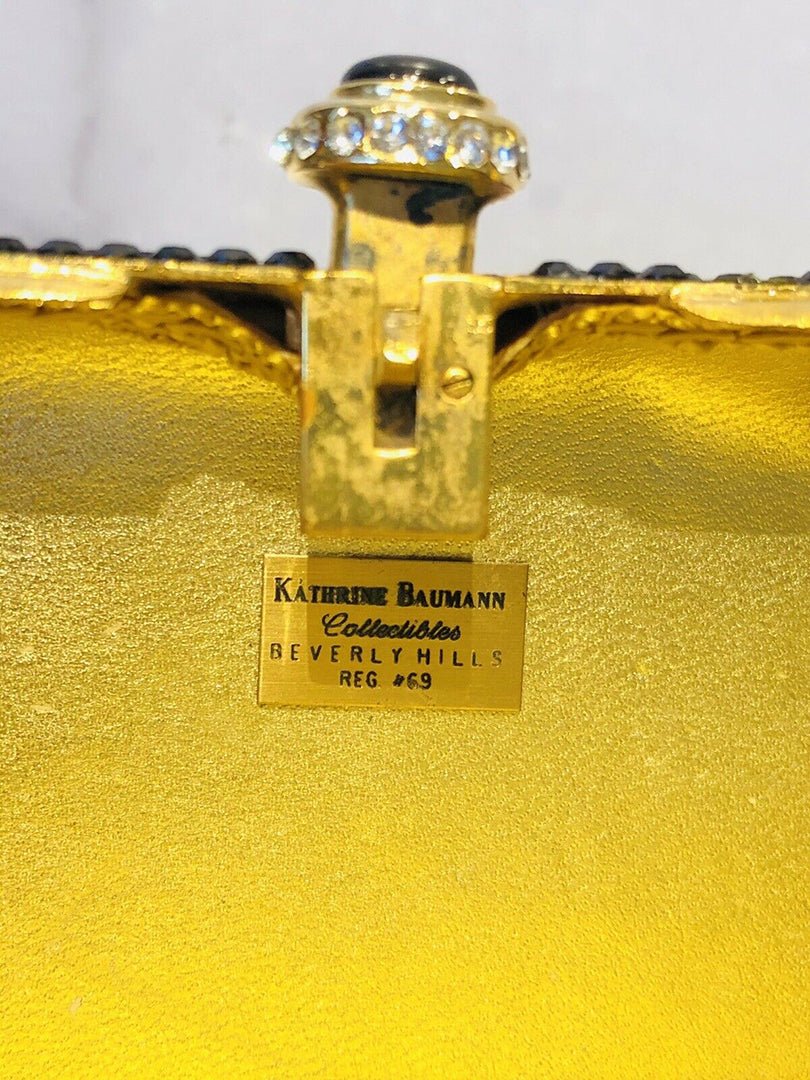 KATHRINE BAUMANN
Collectibles
BEVERLY HILLS
REG. #69